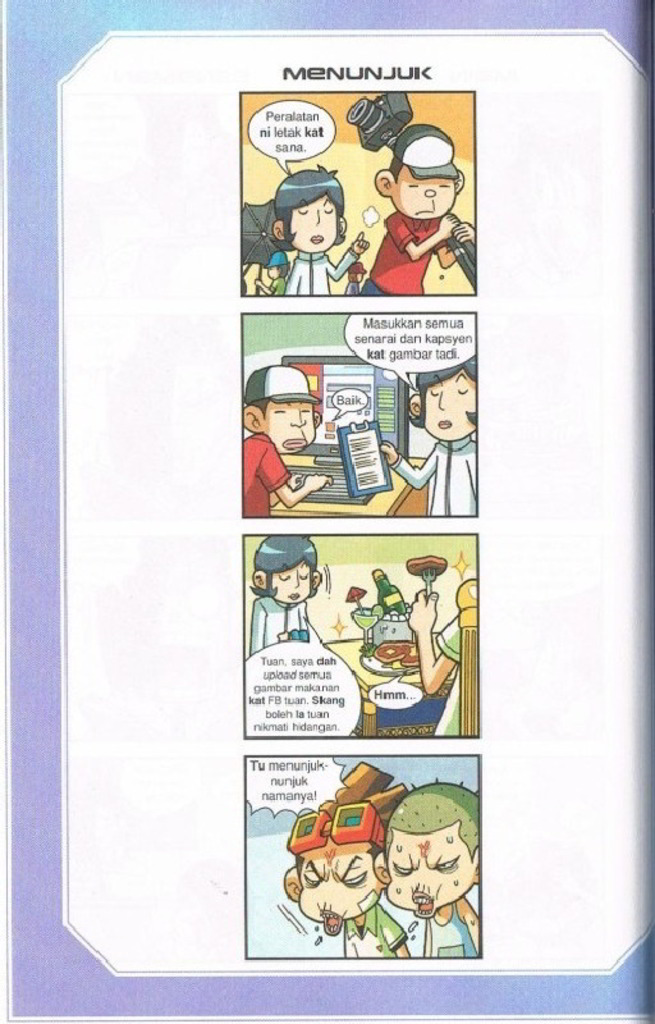 MENUNJUK
Peralatan
ni letak kat
sana.
Masukkan semua
senarai dan kapsyen
kat gambar tadi.
Baik.
Tuan, saya dah
upload semua
gambar makanan
kat FB tuan. Skang
boleh la tuan
nikmati hidangan.
Hmm...
Tu menunjuk-
nunjuk
namanya!